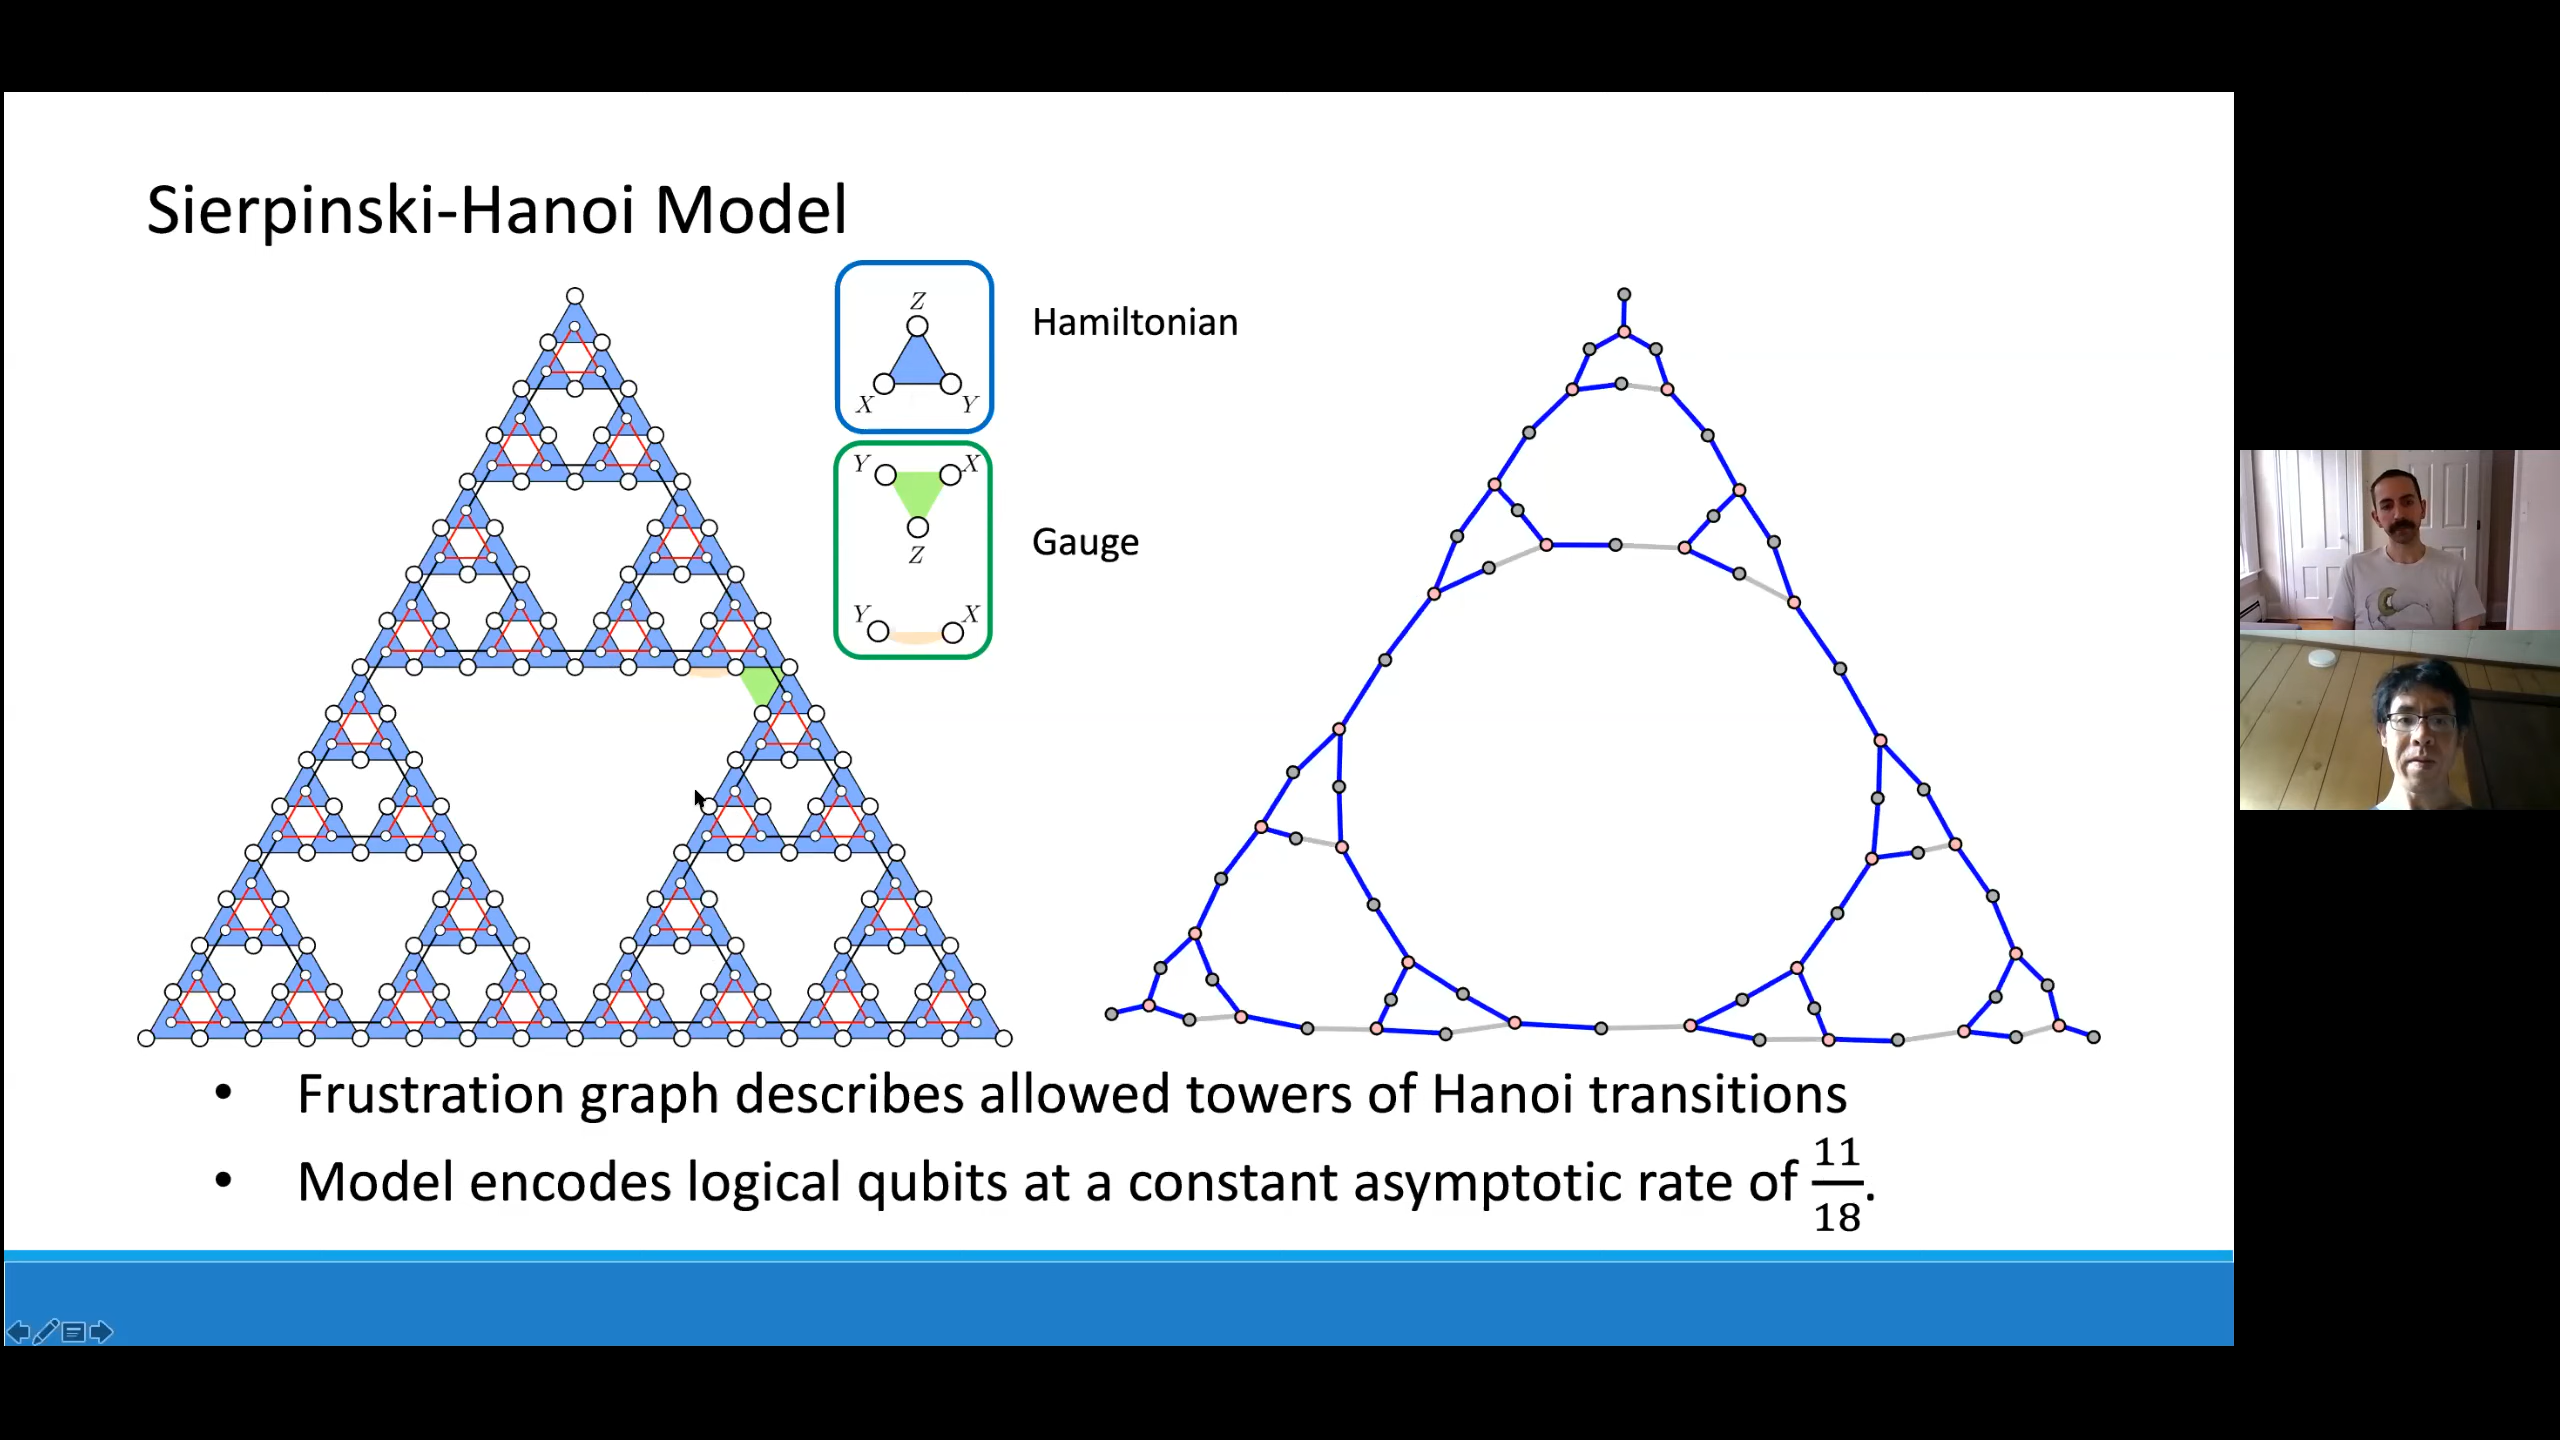 Sierpinski-Hanoi Model
Z
X
Y
Hamiltonian
Y
X
Z
Y
X
Gauge
• Frustration graph describes allowed towers of Hanoi transitions
• Model encodes logical qubits at a constant asymptotic rate of 11/18.